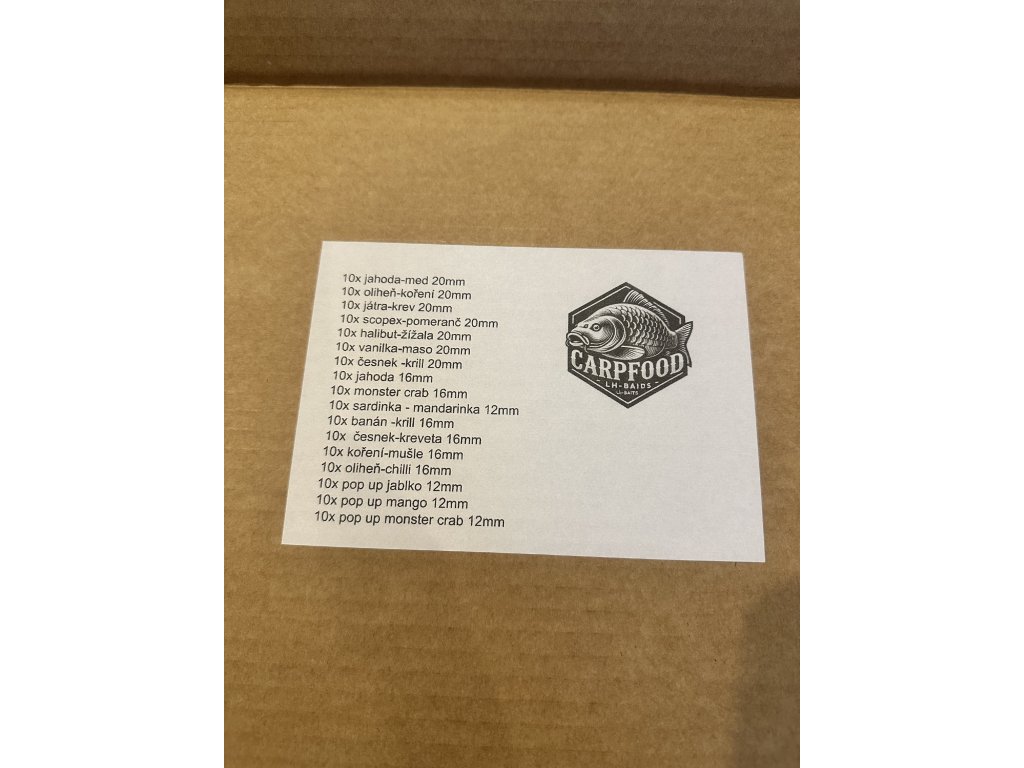 10x jahoda-med 20mm
10x oliheň-koření 20mm
10x játra-krev 20mm
10x scopex-pomeranč 20mm
10x halibut-žížala 20mm
10x vanilka-maso 20mm
10x česnek -krill 20mm
10x jahoda 16mm
10x monster crab 16mm
10x sardinka - mandarinka 12mm
10x banán -krill 16mm
10x  česnek-kreveta 16mm
10x koření-mušle 16mm
10x oliheň-chilli 16mm
10x pop up jablko 12mm
10x pop up mango 12mm
10x pop up monster crab 12mm
CARPFOOD
LH-BAIDS
LH-BAITS